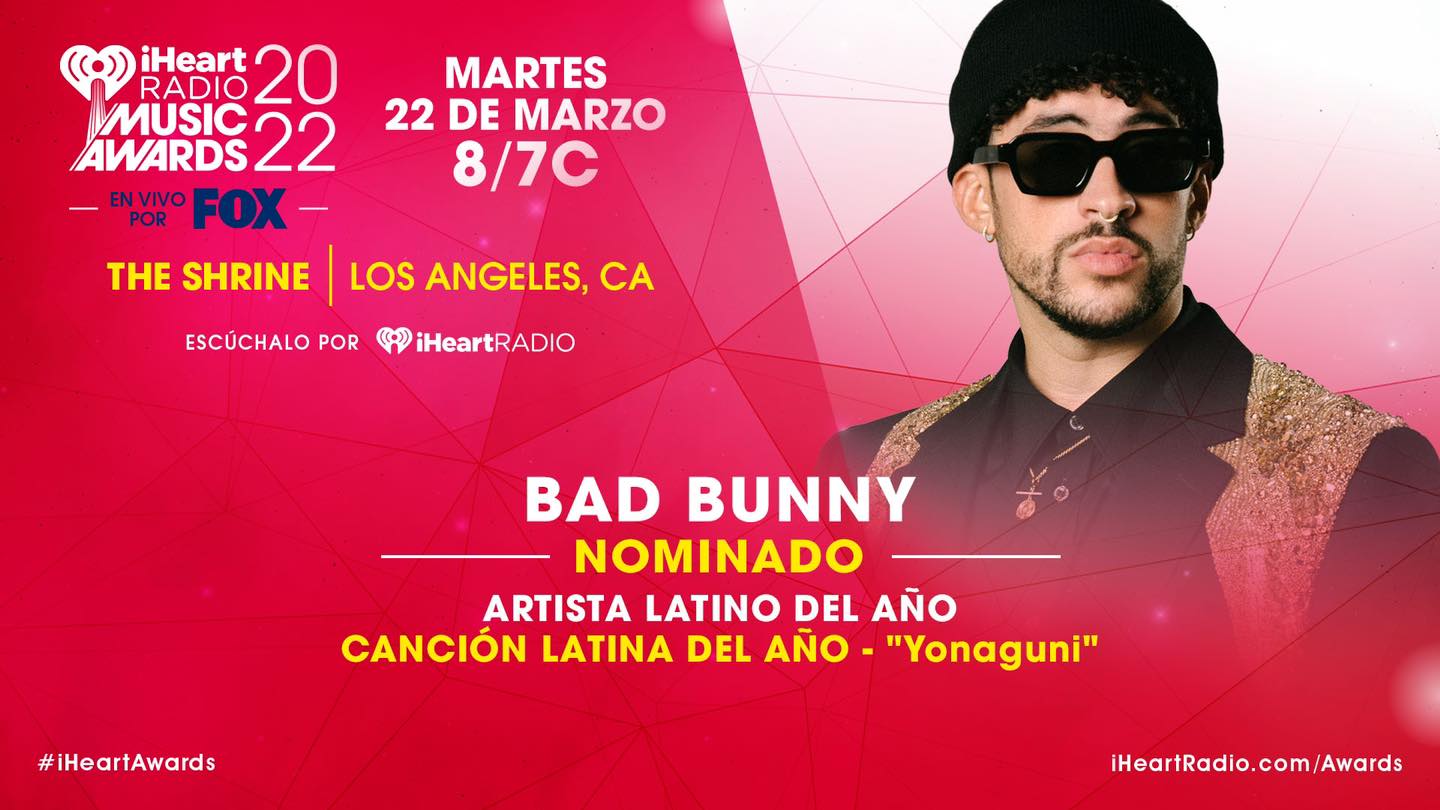 iHeart
RADIO
MUSIC
AWARDS
20
22
EN VIVO
POR
FOX
MARTES
22 DE MARZO
8/7C
THE SHRINE | LOS ANGELES, CA
ESCÚCHALO POR iHeartRADIO
BAD BUNNY
NOMINADO
ARTISTA LATINO DEL AÑO
CANCIÓN LATINA DEL AÑO - "Yonaguni"
#iHeartAwards
iHeartRadio.com/Awards